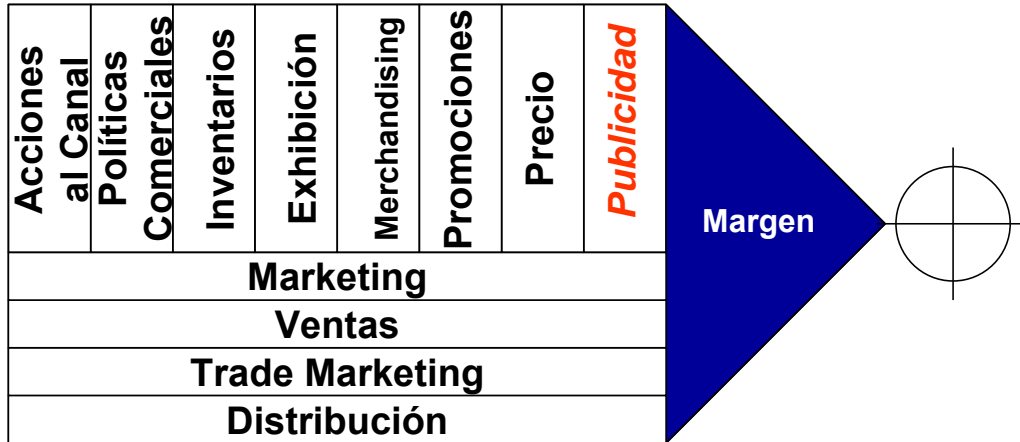 Acciones
al Canal
Políticas
Comerciales
Inventarios
Exhibición
Merchandising
Promociones
Precio
Publicidad
Margen
Marketing
Ventas
Trade Marketing
Distribución